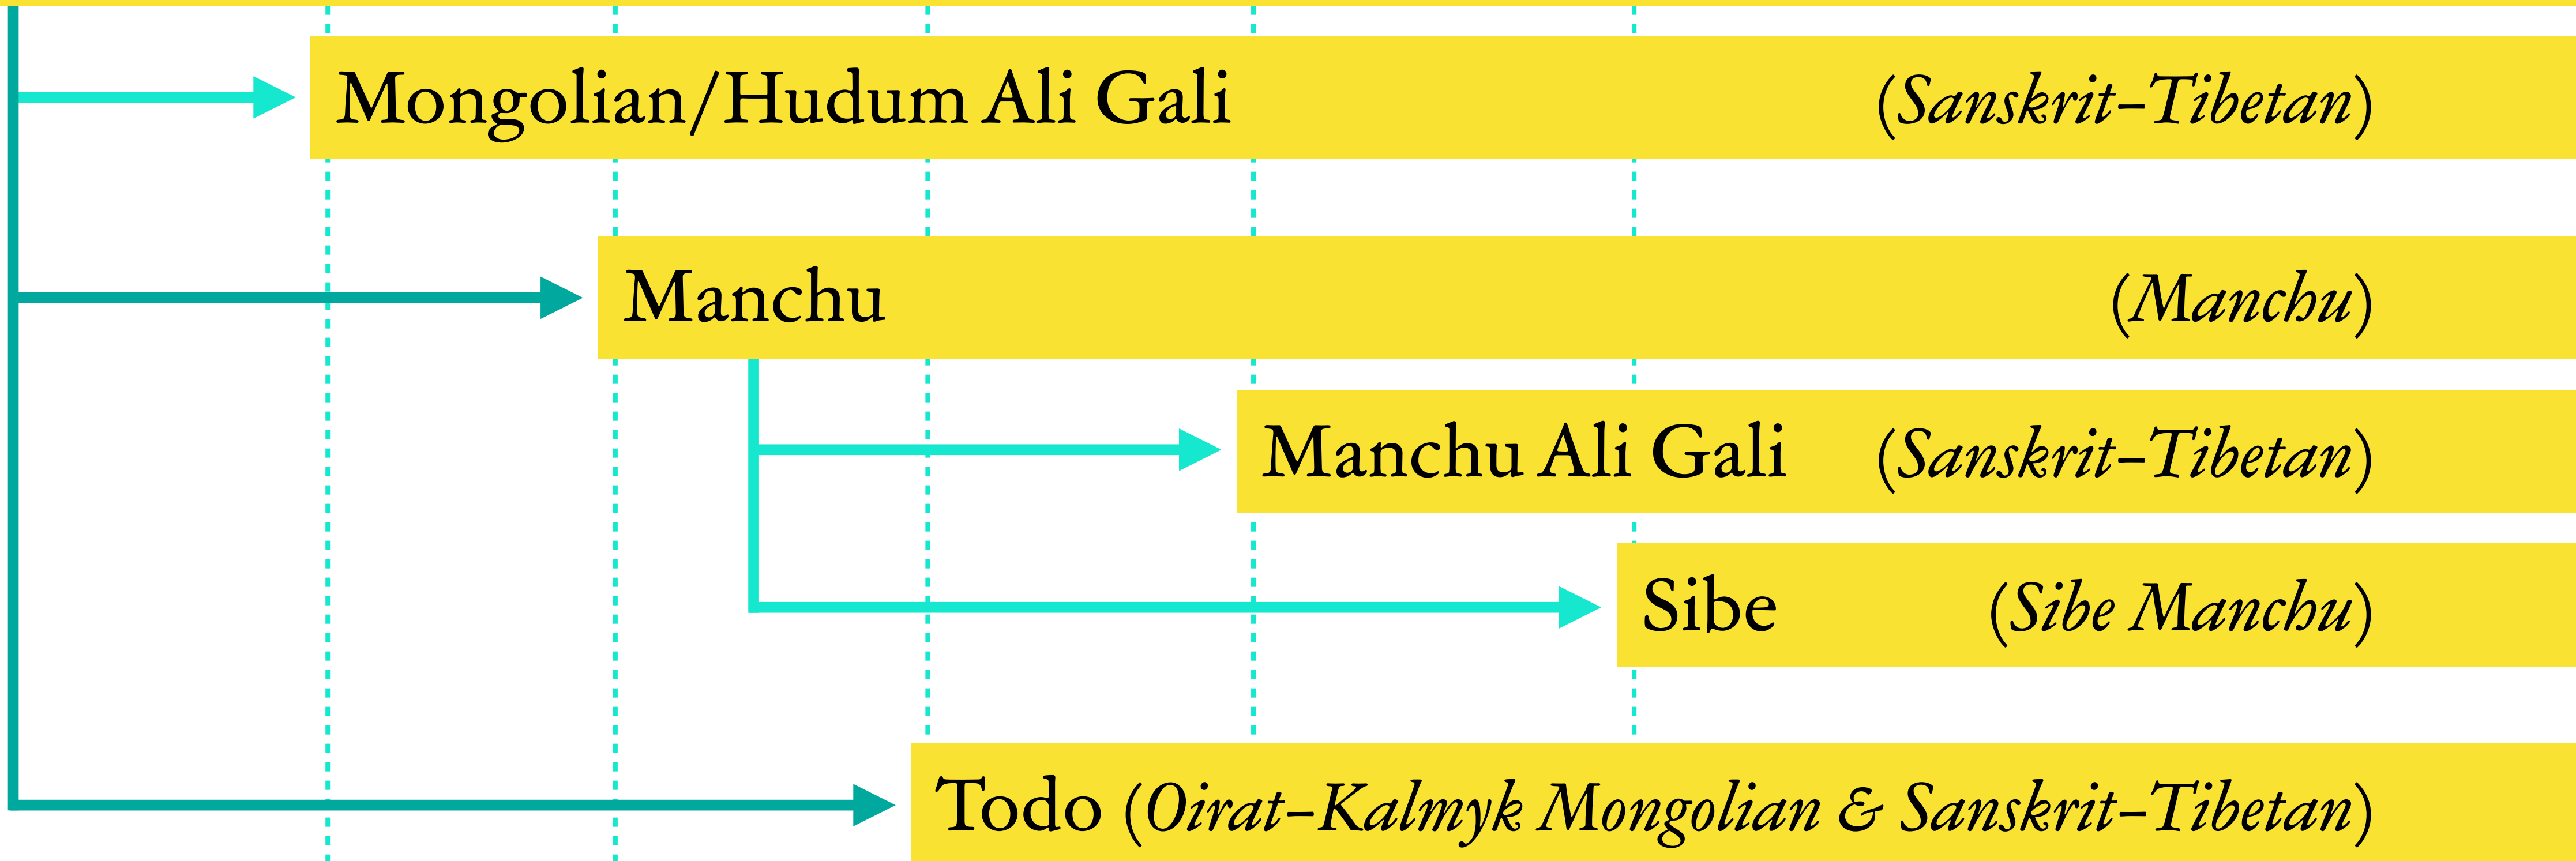 Mongolian/Hudum Ali Gali (Sanskrit–Tibetan)
Manchu (Manchu)
Manchu Ali Gali (Sanskrit–Tibetan)
Sibe (Sibe Manchu)
Todo (Oirat–Kalmyk Mongolian & Sanskrit–Tibetan)